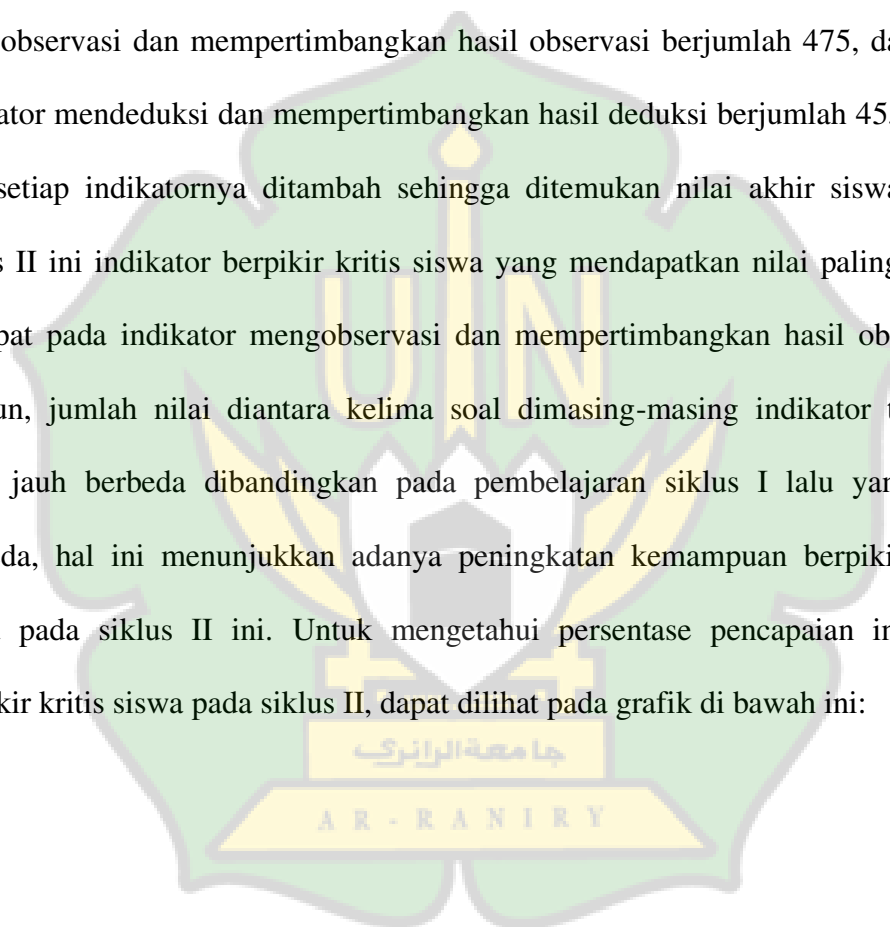 observasi dan mempertimbangkan hasil observasi berjumlah 475, da
ator mendeduksi dan mempertimbangkan hasil deduksi berjumlah 45
setiap indikatornya ditambah sehingga ditemukan nilai akhir siswa
s II ini indikator berpikir kritis siswa yang mendapatkan nilai paling
pat pada indikator mengobservasi dan mempertimbangkan hasil ob
un, jumlah nilai diantara kelima soal dimasing-masing indikator t
jauh berbeda dibandingkan pada pembelajaran siklus I lalu yan
da, hal ini menunjukkan adanya peningkatan kemampuan berpiki
pada siklus II ini. Untuk mengetahui persentase pencapaian in
kir kritis siswa pada siklus II, dapat dilihat pada grafik di bawah ini:
UIN
جامعة الرانري
AR-RANIRY